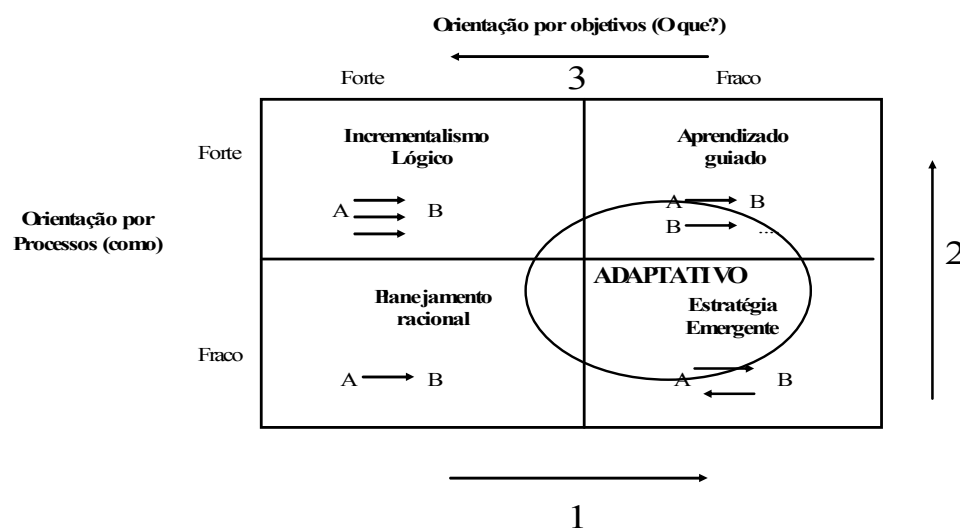 Orientação por objetivos (O que?)
Forte
3
Fraco
Forte
Incrementalismo
Lógico
A
B
Aprendizado
guiado
A
B
B
....
Orientação por
Processos (como)
2
Fraco
Planejamento
racional
A
B
ADAPTATIVO
Estratégia
Emergente
A
B
1